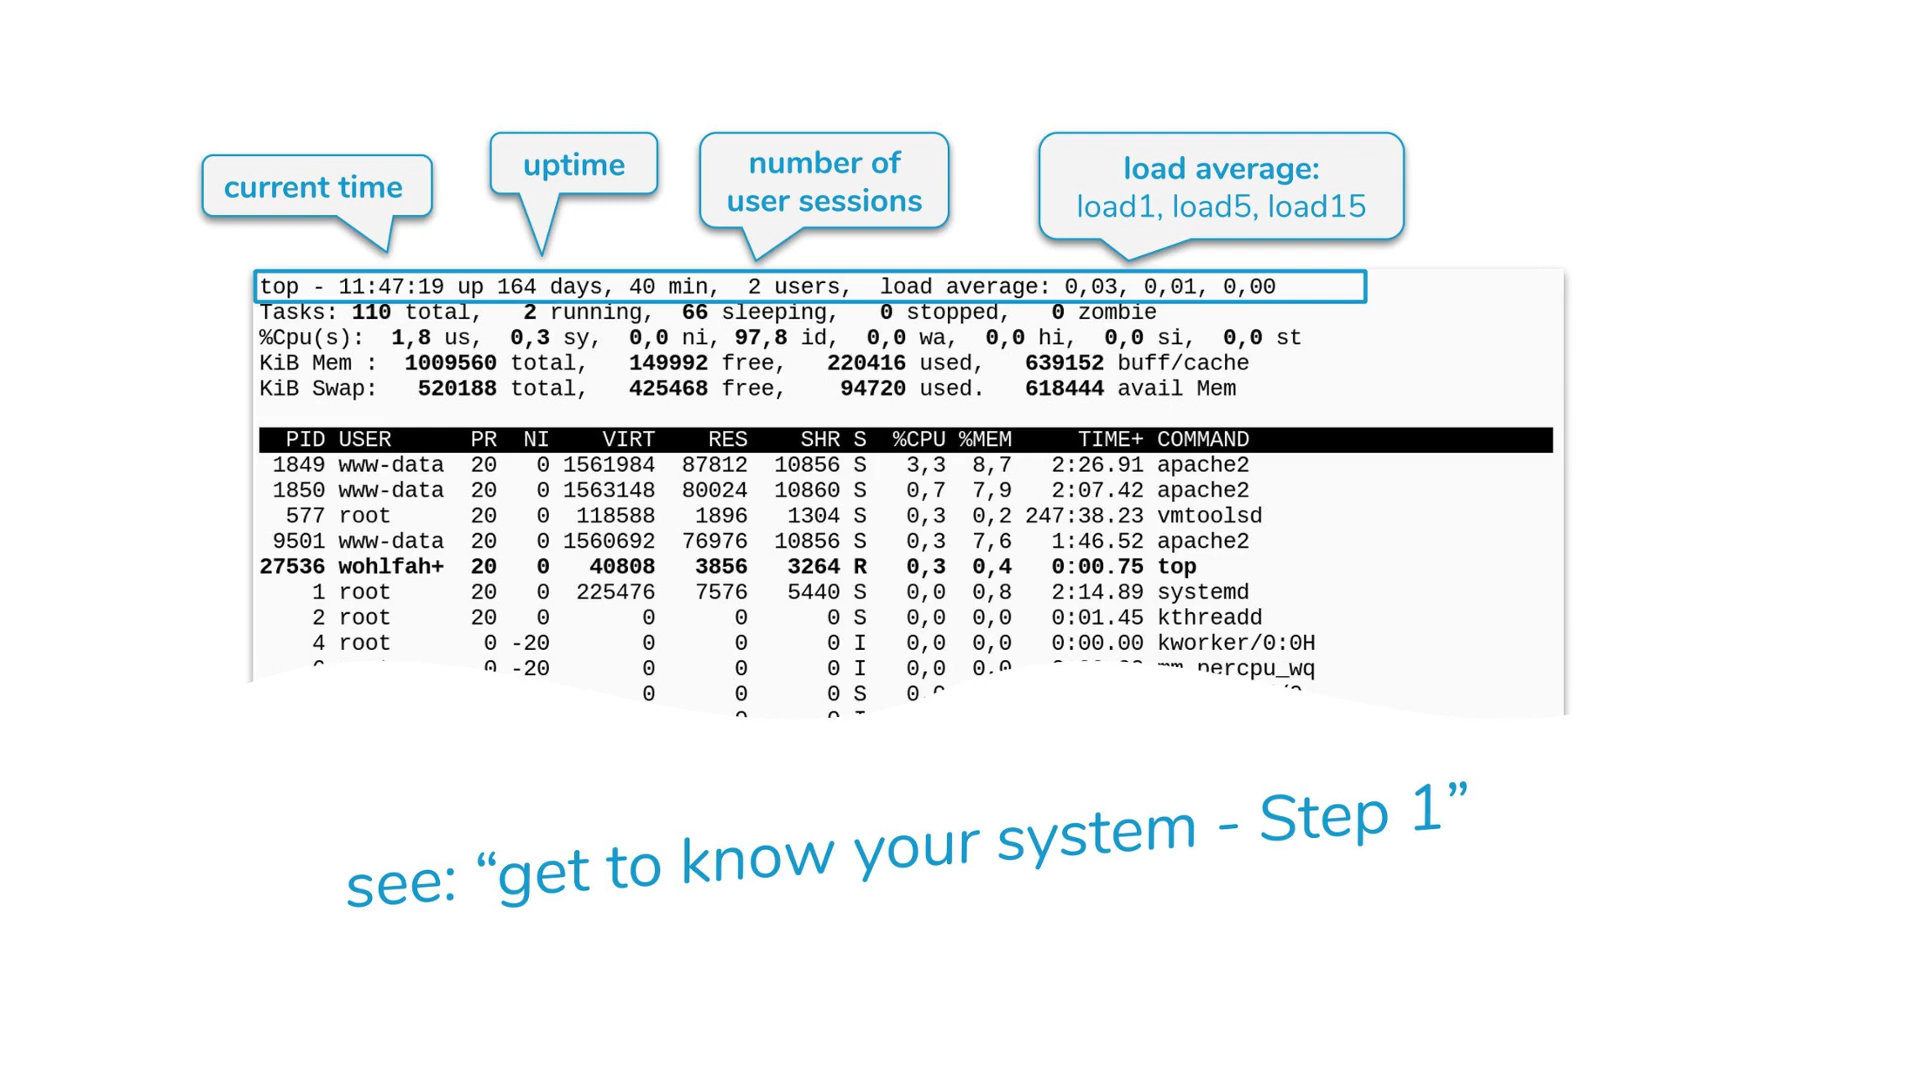 current time
uptime
number of
user sessions
load average:
load1, load5, load15
top - 11:47:19 up 164 days, 40 min,  2 users,  load average: 0,03, 0,01, 0,00
Tasks: 110 total,   2 running,  66 sleeping,   0 stopped,   0 zombie
%Cpu(s):  1,8 us,  0,3 sy,  0,0 ni, 97,8 id,  0,0 wa,  0,0 hi,  0,0 si,  0,0 st
KiB Mem :  1009560 total,   149992 free,   220416 used,   639152 buff/cache
KiB Swap:   520188 total,   425468 free,    94720 used.   618444 avail Mem
PID USER      PR  NI    VIRT    RES    SHR S  %CPU %MEM     TIME+ COMMAND
1849 www-data  20   0 1561984  87812  10856 S   3,3  8,7   2:26.91 apache2
1850 www-data  20   0 1563148  80024  10860 S   0,7  7,9   2:07.42 apache2
577 root      20   0  118588   1896   1304 S   0,3  0,2 247:38.23 vmtoolsd
9501 www-data  20   0 1560692  76976  10856 S   0,3  7,6   1:46.52 apache2
27536 wohlfah+  20   0   40808   3856   3264 R   0,3  0,4   0:00.75 top
1 root      20   0  225476   7576   5440 S   0,0  0,8   2:14.89 systemd
2 root      20   0       0      0      0 S   0,0  0,0   0:01.45 kthreadd
4 root       0 -20       0      0      0 I   0,0  0,0   0:00.00 kworker/0:0H
0 -20       0      0      0 I   0,0  0,0 percpu_wq
0      0      0 S
see: “get to know your system - Step 1”